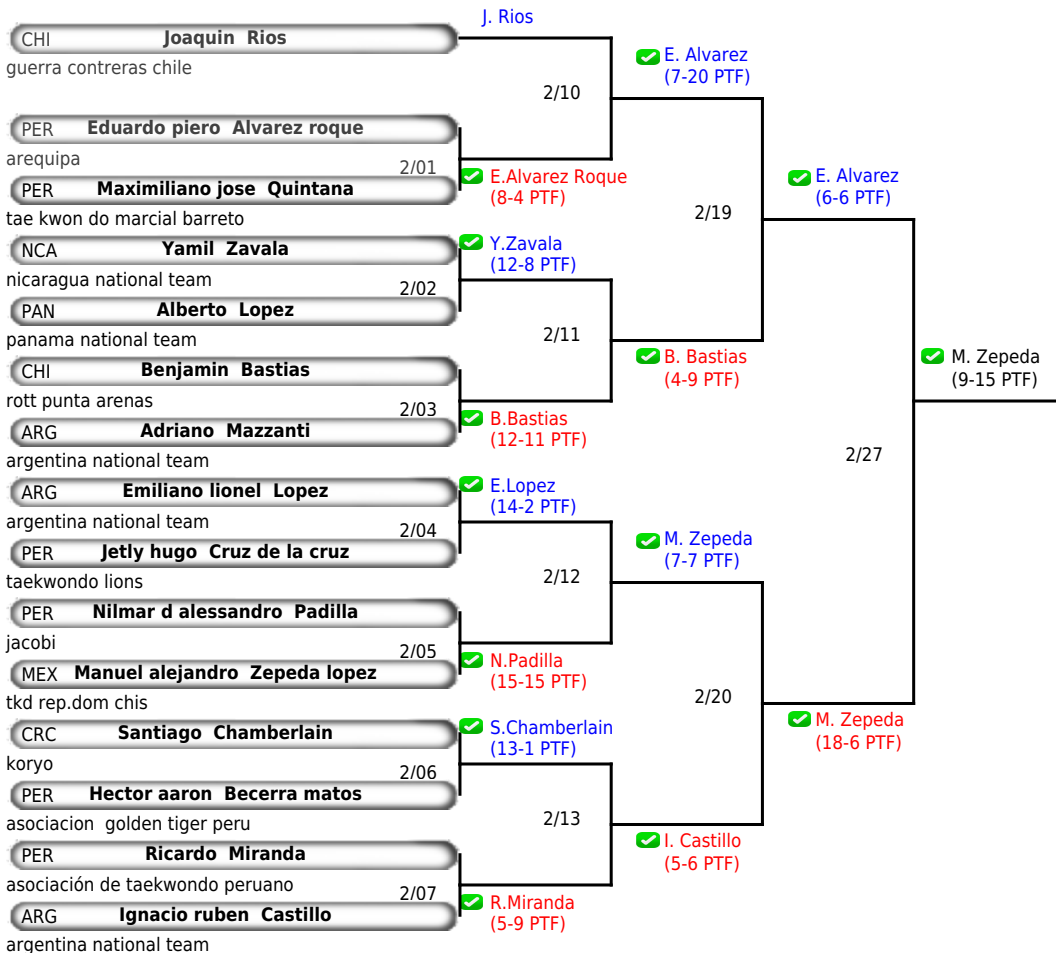 J. Rios
CHI Joaquin Rios
guerra contreras chile
E. Alvarez
(7-20 PTF)
2/10
PER Eduardo piero Alvarez roque
arequipa
2/01
E.Alvarez Roque
(8-4 PTF)
PER Maximiliano jose Quintana
tae kwon do marcial barreto
E. Alvarez
(6-6 PTF)
2/19
NCA Yamil Zavala
nicaragua national team
Y.Zavala
(12-8 PTF)
2/02
PAN Alberto Lopez
panama national team
2/11
B. Bastias
(4-9 PTF)
CHI Benjamin Bastias
rott punta arenas
2/03
B.Bastias
(12-11 PTF)
ARG Adriano Mazzanti
argentina national team
M. Zepeda
(9-15 PTF)
2/27
ARG Emiliano lionel Lopez
argentina national team
E.Lopez
(14-2 PTF)
2/04
PER Jetly hugo Cruz de la cruz
taekwondo lions
M. Zepeda
(7-7 PTF)
2/12
PER Nilmar d alessandro Padilla
jacobi
2/05
N.Padilla
(15-15 PTF)
MEX Manuel alejandro Zepeda lopez
tkd rep.dom chis
2/20
M. Zepeda
(18-6 PTF)
CRC Santiago Chamberlain
koryo
S.Chamberlain
(13-1 PTF)
2/06
PER Hector aaron Becerra matos
asociacion golden tiger peru
2/13
I. Castillo
(5-6 PTF)
PER Ricardo Miranda
asociación de taekwondo peruano
2/07
R.Miranda
(5-9 PTF)
ARG Ignacio ruben Castillo
argentina national team